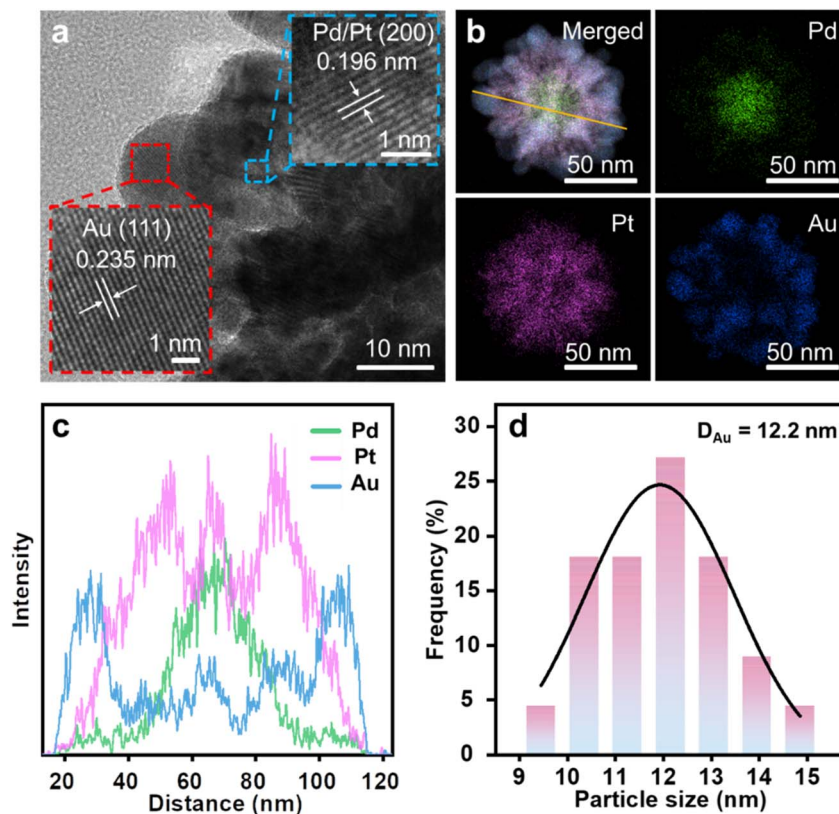 a
Pd/Pt (200)
0.196 nm
1 nm
Au (111)
0.235 nm
1 nm
10 nm
b
Merged
50 nm
Pd
50 nm
Pt
50 nm
Au
50 nm
c
Pd
Pt
Au
Intensity
20 40 60 80 100 120
Distance (nm)
d
D_Au = 12.2 nm
Frequency (%)
30
25
20
15
10
5
0
9 10 11 12 13 14 15
Particle size (nm)